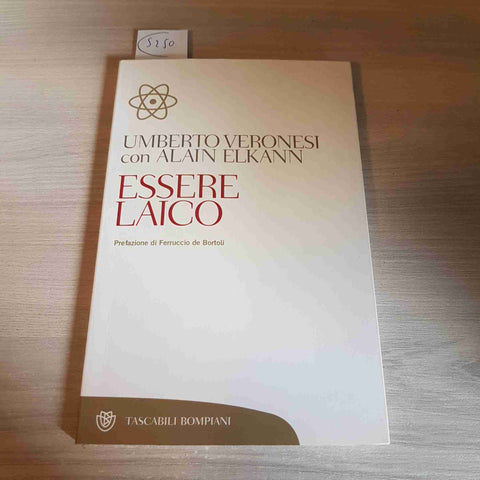 5250
UMBERTO VERONESI
con ALAIN ELKANN
ESSERE
LAICO
Prefazione di Ferruccio de Bortoli
TASCABILI BOMPIANI